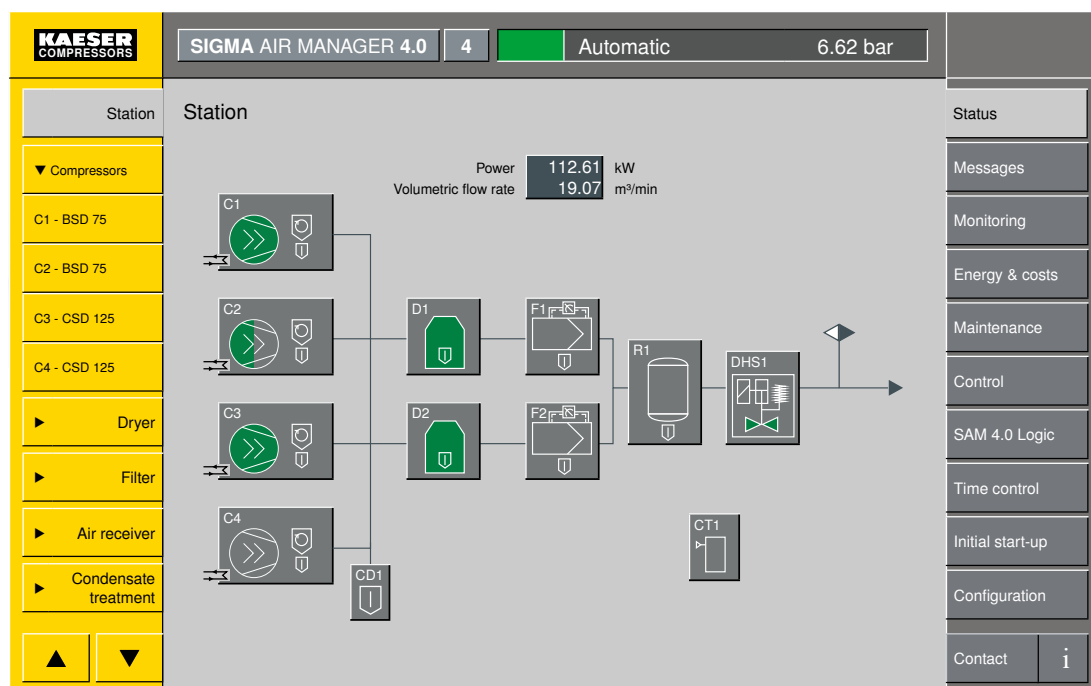 KAESER
COMPRESSORS
SIGMA AIR MANAGER 4.0
4
Automatic
6.62 bar
Station
▼ Compressors
C1 - BSD 75
C2 - BSD 75
C3 - CSD 125
C4 - CSD 125
► Dryer
► Filter
► Air receiver
► Condensate
treatment
▲ ▼
Station
Power 112.61 kW
Volumetric flow rate 19.07 m³/min
C1
C2
D1
F1
R1
DHS1
C3
D2
F2
C4
CD1
CT1
Status
Messages
Monitoring
Energy & costs
Maintenance
Control
SAM 4.0 Logic
Time control
Initial start-up
Configuration
Contact
i